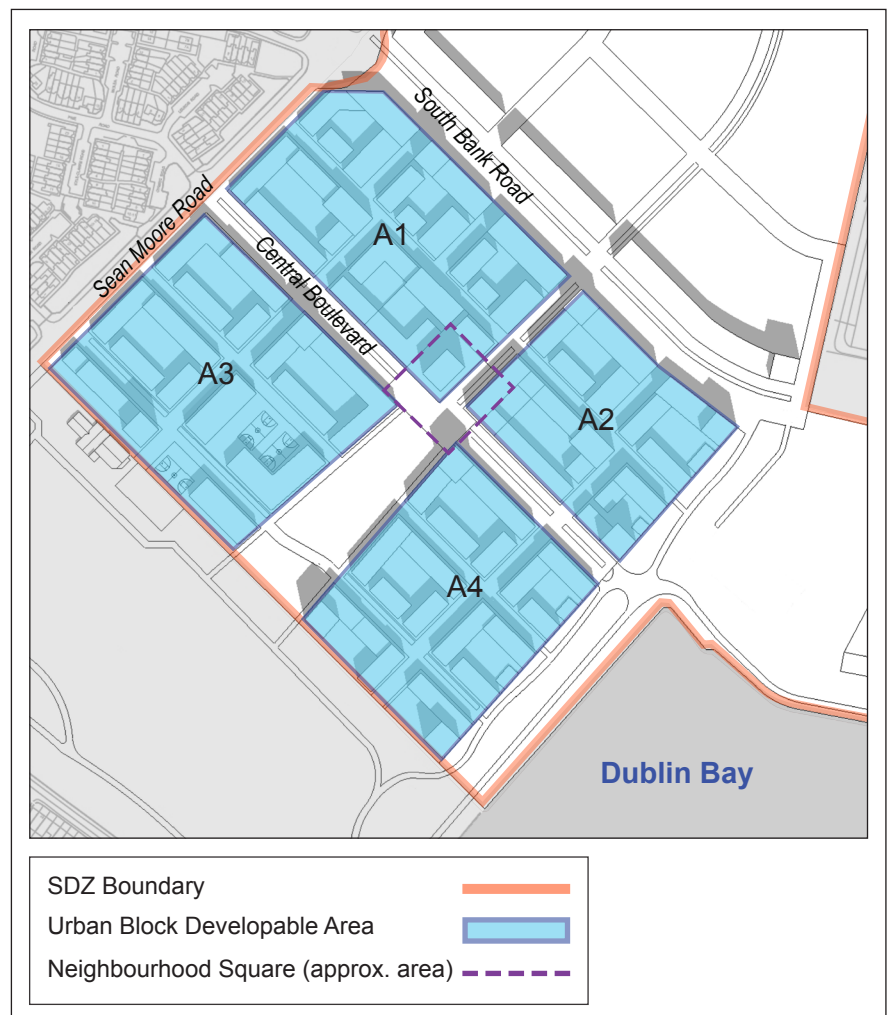 South Bank Road
Sean Moore Road
A1
Central Boulevard
A3
A2
A4
Dublin Bay
SDZ Boundary
Urban Block Developable Area
Neighbourhood Square (approx. area)